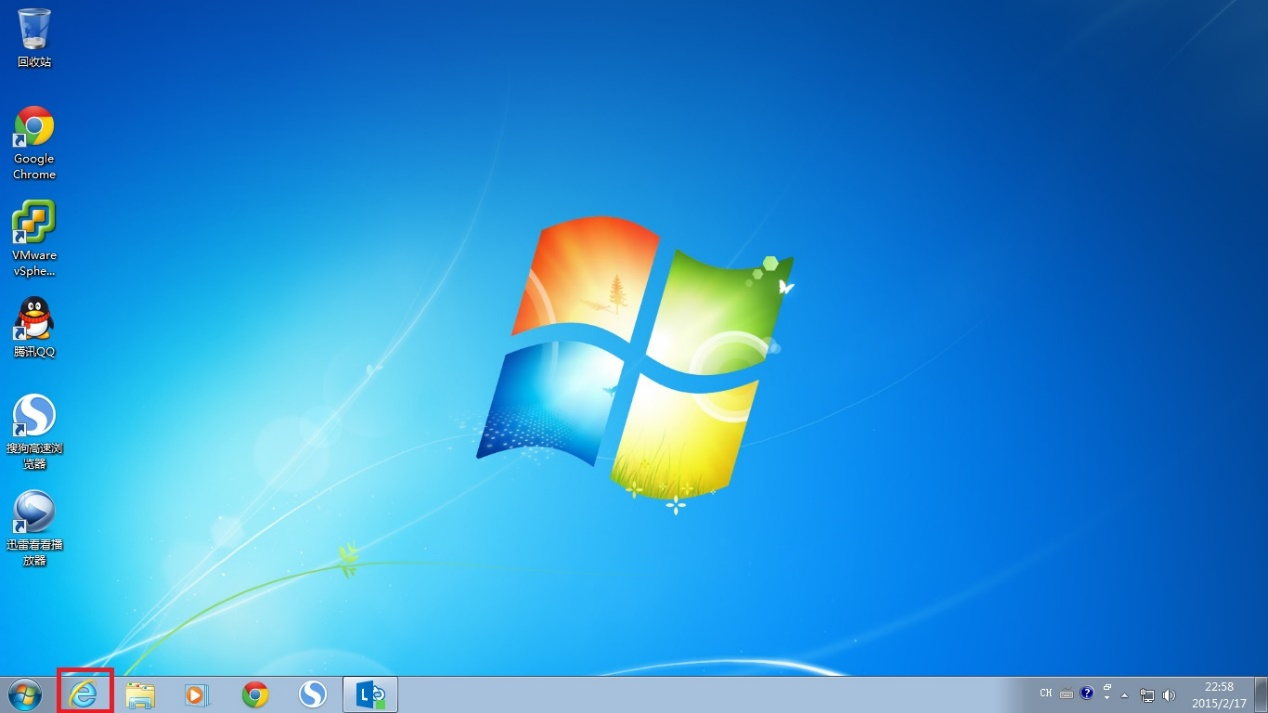 回收站
Google
Chrome
VMware
vSphe...
腾讯QQ
搜狗高速浏
览器
迅雷看看播
放器
L
CH
?
22:58
2015/2/17